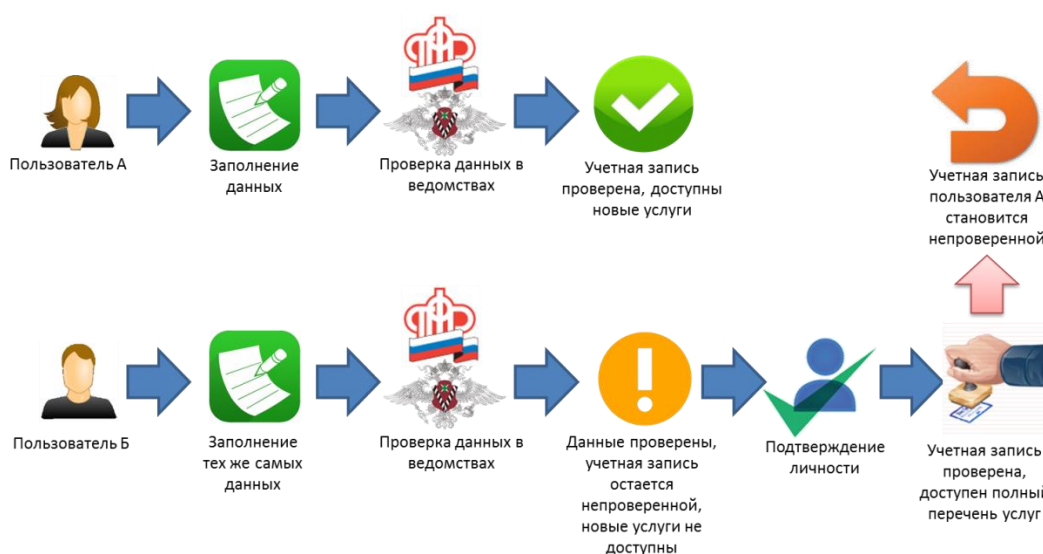 Пользователь А
Заполнение
данных
Проверка данных в
ведомствах
Учетная запись
проверена, доступны
новые услуги
Учетная запись
пользователя А
становится
непроверенной
Пользователь Б
Заполнение
тех же самых
данных
Проверка данных в
ведомствах
Данные проверены,
учетная запись
остается
непроверенной,
новые услуги не
доступны
Подтверждение
личности
Учетная запись
проверена,
доступен полный
перечень услуг